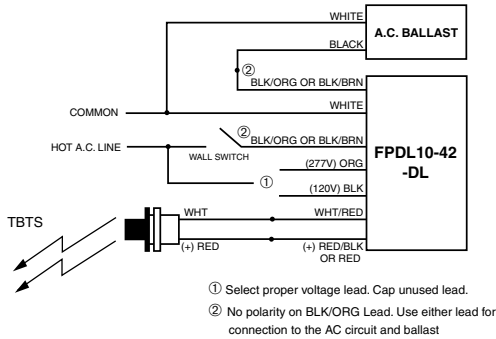 WHITE
A.C. BALLAST
BLACK
②
BLK/ORG OR BLK/BRN
COMMON
WHITE
HOT A.C. LINE
WALL SWITCH
②
BLK/ORG OR BLK/BRN
FPDL10-42
-DL
(277V) ORG
①
(120V) BLK
TBTS
WHT
WHT/RED
(+) RED
(+) RED/BLK
OR RED
① Select proper voltage lead. Cap unused lead.
② No polarity on BLK/ORG Lead. Use either lead for
connection to the AC circuit and ballast